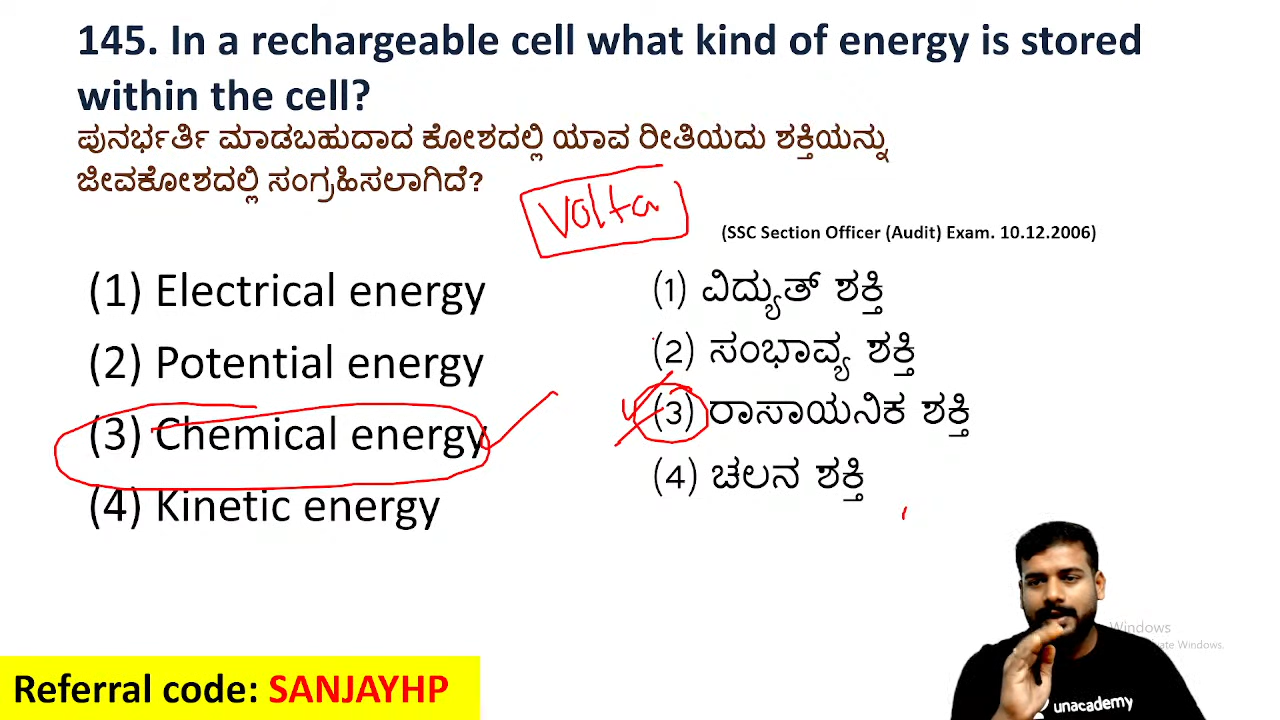 145. In a rechargeable cell what kind of energy is stored
within the cell?
ಪುನರ್ಭರ್ತಿ ಮಾಡಬಹುದಾದ ಕೋಶದಲ್ಲಿ ಯಾವ ರೀತಿಯದು ಶಕ್ತಿಯನ್ನು
ಜೀವಕೋಶದಲ್ಲಿ ಸಂಗ್ರಹಿಸಲಾಗಿದೆ?
Volta
(SSC Section Officer (Audit) Exam. 10.12.2006)
(1) Electrical energy
(2) Potential energy
(3) Chemical energy
(4) Kinetic energy
(1) ವಿದ್ಯುತ್ ಶಕ್ತಿ
(2) ಸಂಭಾವ್ಯ ಶಕ್ತಿ
(3) ರಾಸಾಯನಿಕ ಶಕ್ತಿ
(4) ಚಲನ ಶಕ್ತಿ
Windows
Windows.
unacademy
Referral code: SANJAYHP